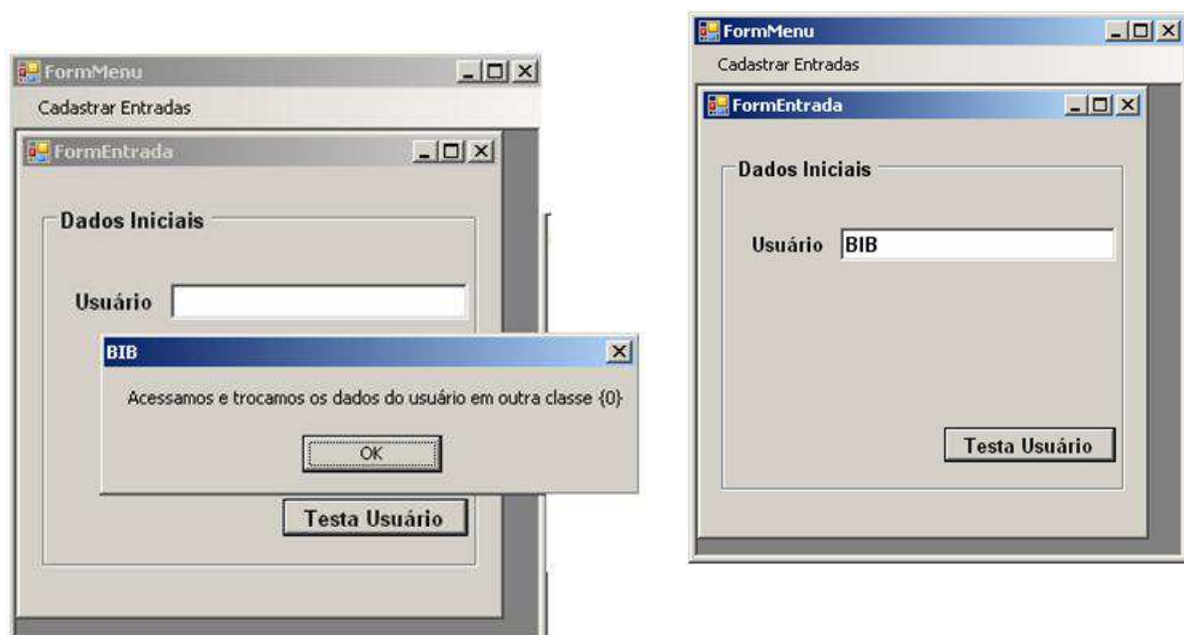 FormMenu
Cadastrar Entradas
FormEntrada
Dados Iniciais
Usuário
BIB
Acessamos e trocamos os dados do usuário em outra classe {0}
OK
Testa Usuário
FormMenu
Cadastrar Entradas
FormEntrada
Dados Iniciais
Usuário BIB
Testa Usuário